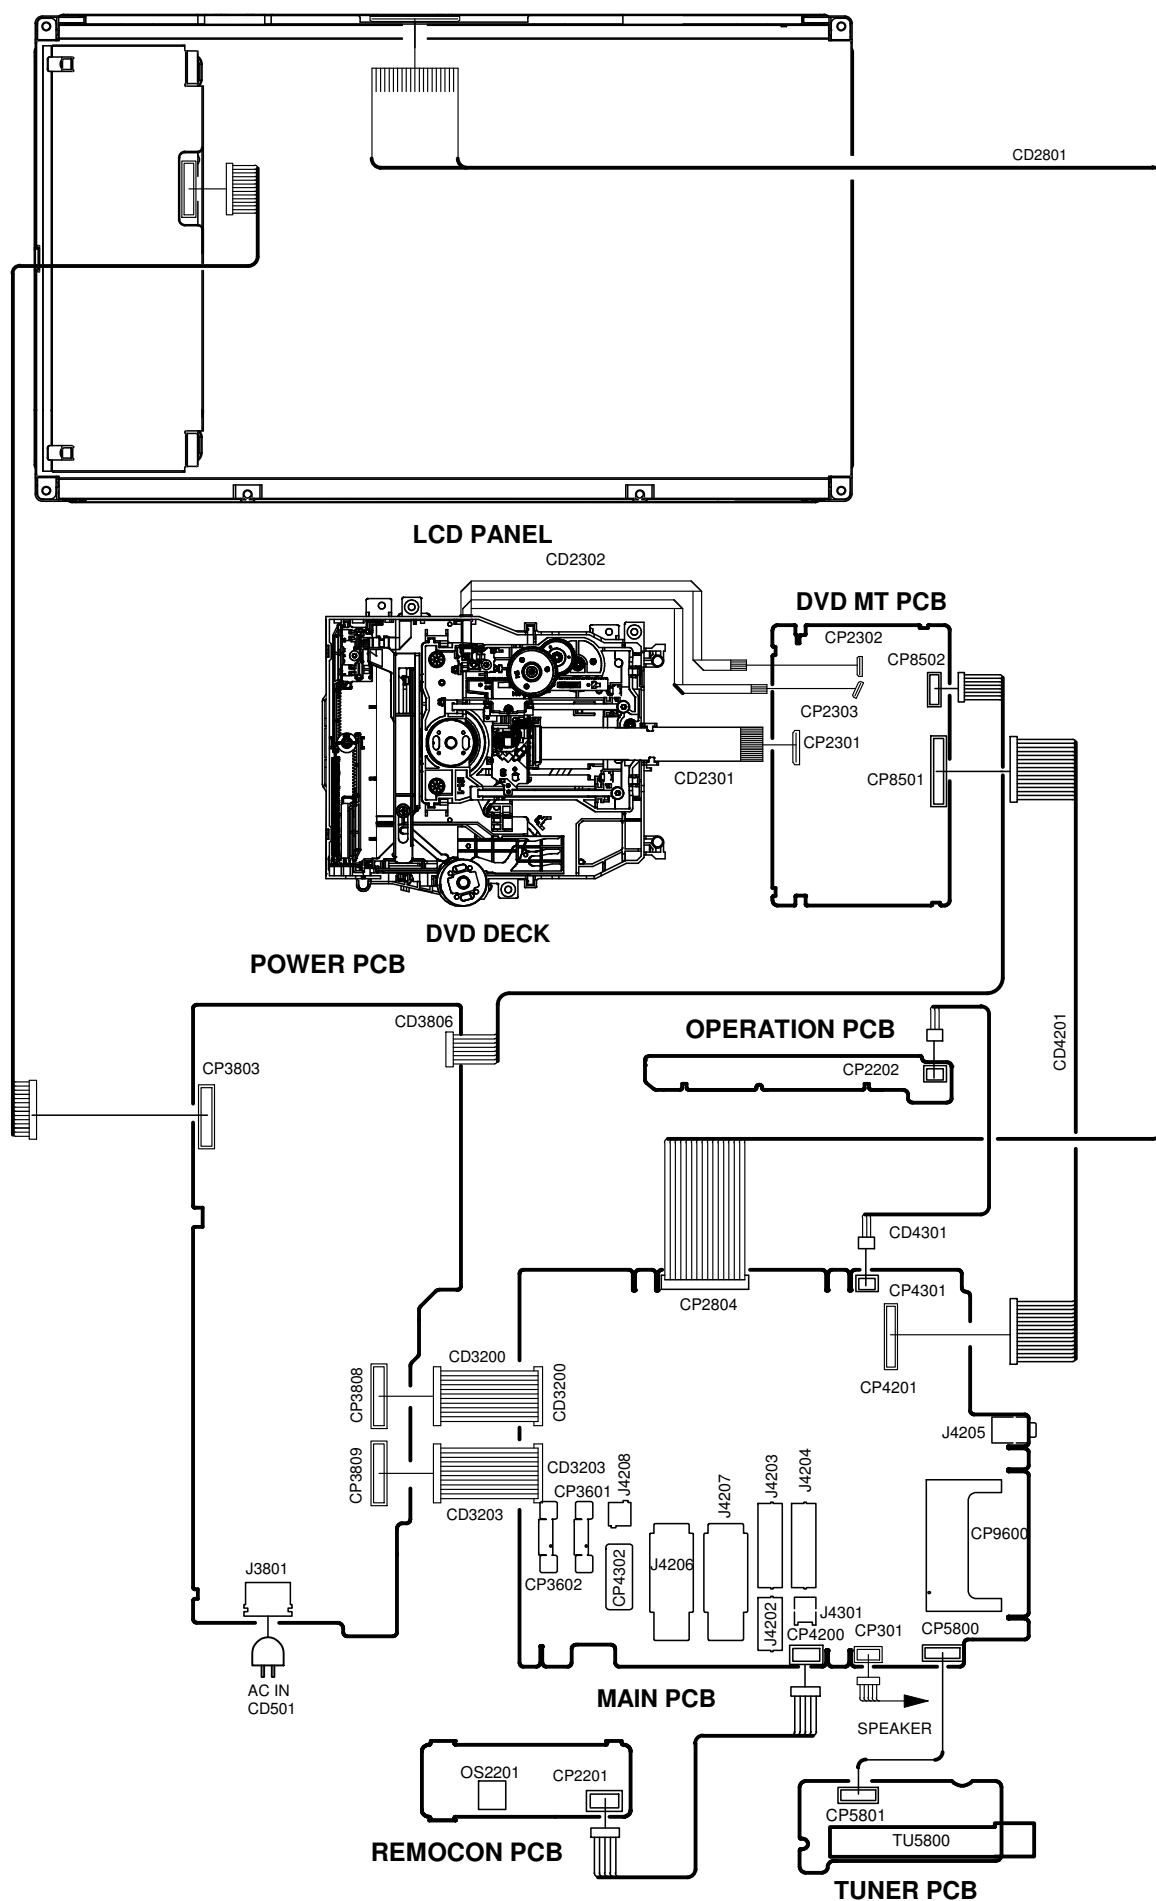 CD2801
LCD PANEL
CD2302
DVD MT PCB
CP2302
CP8502
CP2303
CP2301
CD2301
CP8501
DVD DECK
POWER PCB
CD3806
OPERATION PCB
CD4201
CP3803
CP2202
CD4301
CP4301
CP2804
CD3200
CD3200
CP3808
CP4201
J4205
CP3809
CD3203
CD3203
CP3601
J4208
J4207
J4203
J4204
CP9600
CP3602
CP4302
J4206
J3801
J4202
J4301
CP4200
CP301
CP5800
AC IN
CD501
MAIN PCB
SPEAKER
OS2201
CP2201
CP5801
TU5800
REMOCON PCB
TUNER PCB